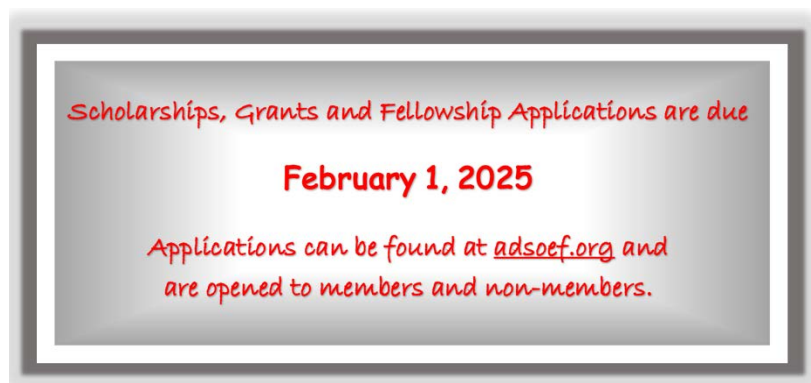 Scholarships, Grants and Fellowship Applications are due
February 1, 2025
Applications can be found at adsoef.org and
are opened to members and non-members.